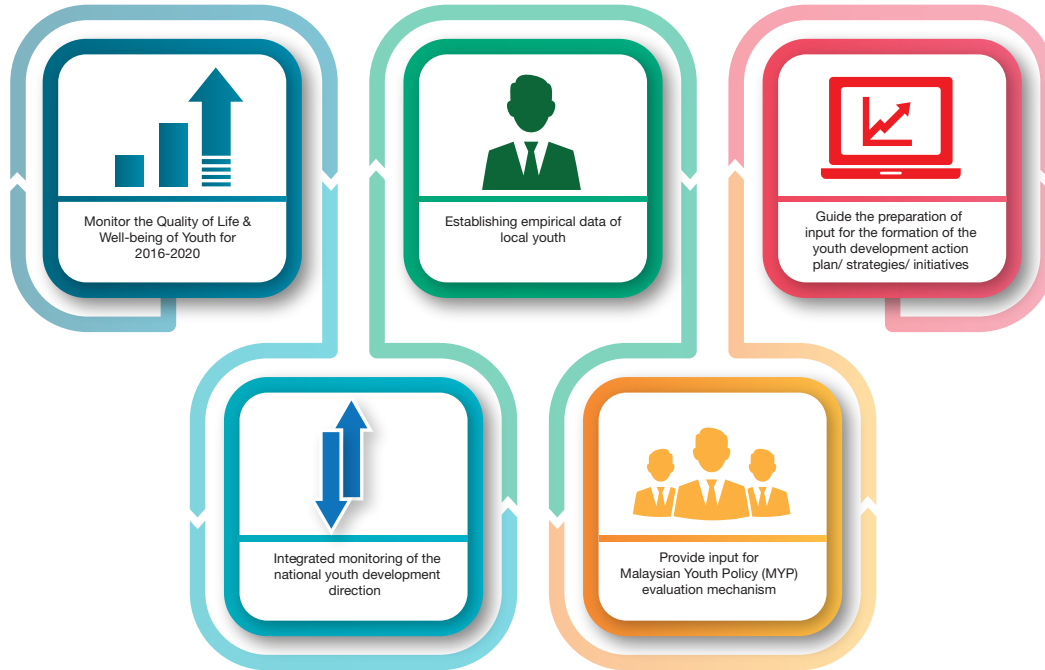 Monitor the Quality of Life &
Well-being of Youth for
2016-2020
Establishing empirical data of
local youth
Guide the preparation of
input for the formation of the
youth development action
plan/ strategies/ initiatives
Integrated monitoring of the
national youth development
direction
Provide input for
Malaysian Youth Policy (MYP)
evaluation mechanism